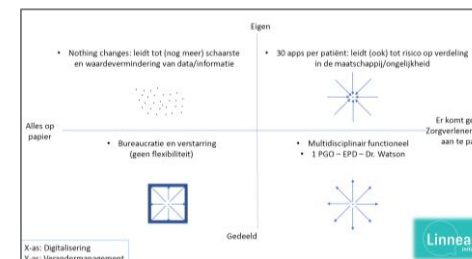 Eigen
• Nothing changes: leidt tot (nog meer) schaarste
en waardevermindering van data/informatie
• 30 apps per patiënt: leidt (ook) tot risico op verdeling
in de maatschappij/ongelijkheid
Alles op
papier
Er komt
Zorgverlener
aan te
• Bureaucratie en verstarring
(geen flexibiliteit)
• Multidisciplinair functioneel
• 1 PGO – EPD – Dr. Watson
Gedeeld
X-as: Digitalisering
Y-as: Verandermanagement
Linnea